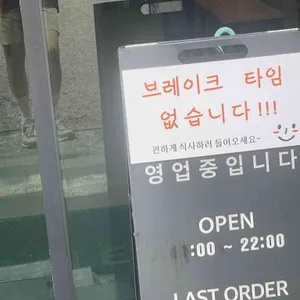 브레이크 타임
없습니다!!!
편하게 식사하러 들어오세요~
영업중입니다
OPEN
:00 ~ 22:00
LAST ORDER